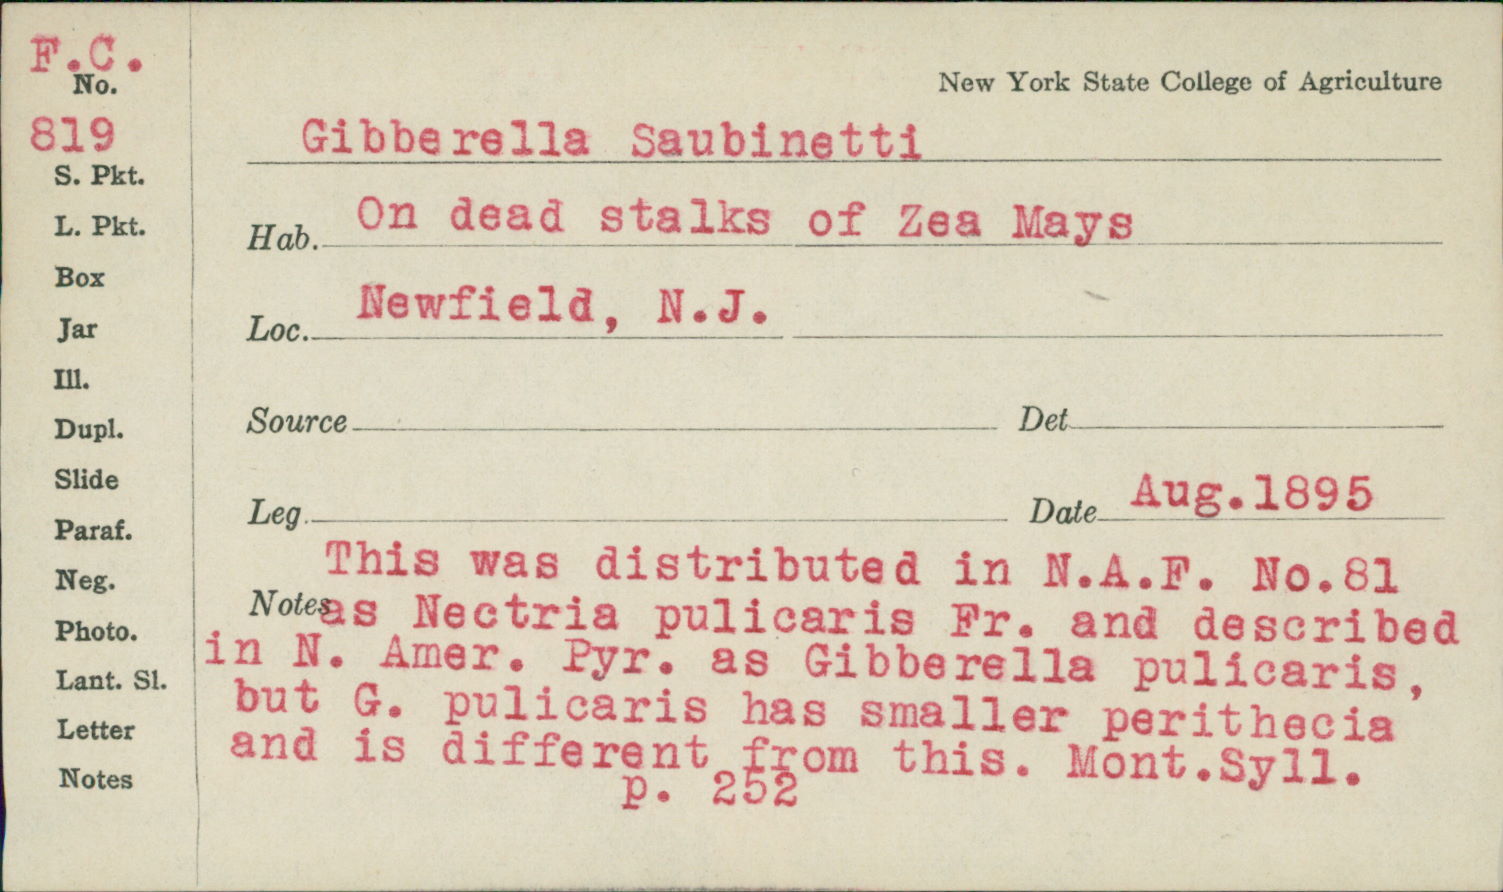 F.C.
No.
819
S. Pkt.
L. Pkt.
Box
Jar
Ill.
Dupl.
Slide
Paraf.
Neg.
Photo.
Lant. Sl.
Letter
Notes
New York State College of Agriculture
Gibberella Saubinetti
Hab. On dead stalks of Zea Mays
Loc. Newfield, N.J.
Source Det
Leg. Date Aug.1895
This was distributed in N.A.F. No.81
Notes as Nectria pulicaris Fr. and described
in N. Amer. Pyr. as Gibberella pulicaris,
but G. pulicaris has smaller perithecia
and is different from this. Mont.Syll.
p. 252